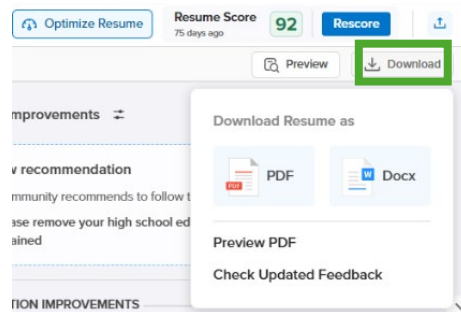 Optimize Resume
Resume Score
75 days ago
92
Rescore
Preview
Download
mprovements
Download Resume as
PDF
PDF
W
Docx
recommendation
mmunity recommends to follow t
ase remove your high school ed
ained
Preview PDF
Check Updated Feedback
TION IMPROVEMENTS